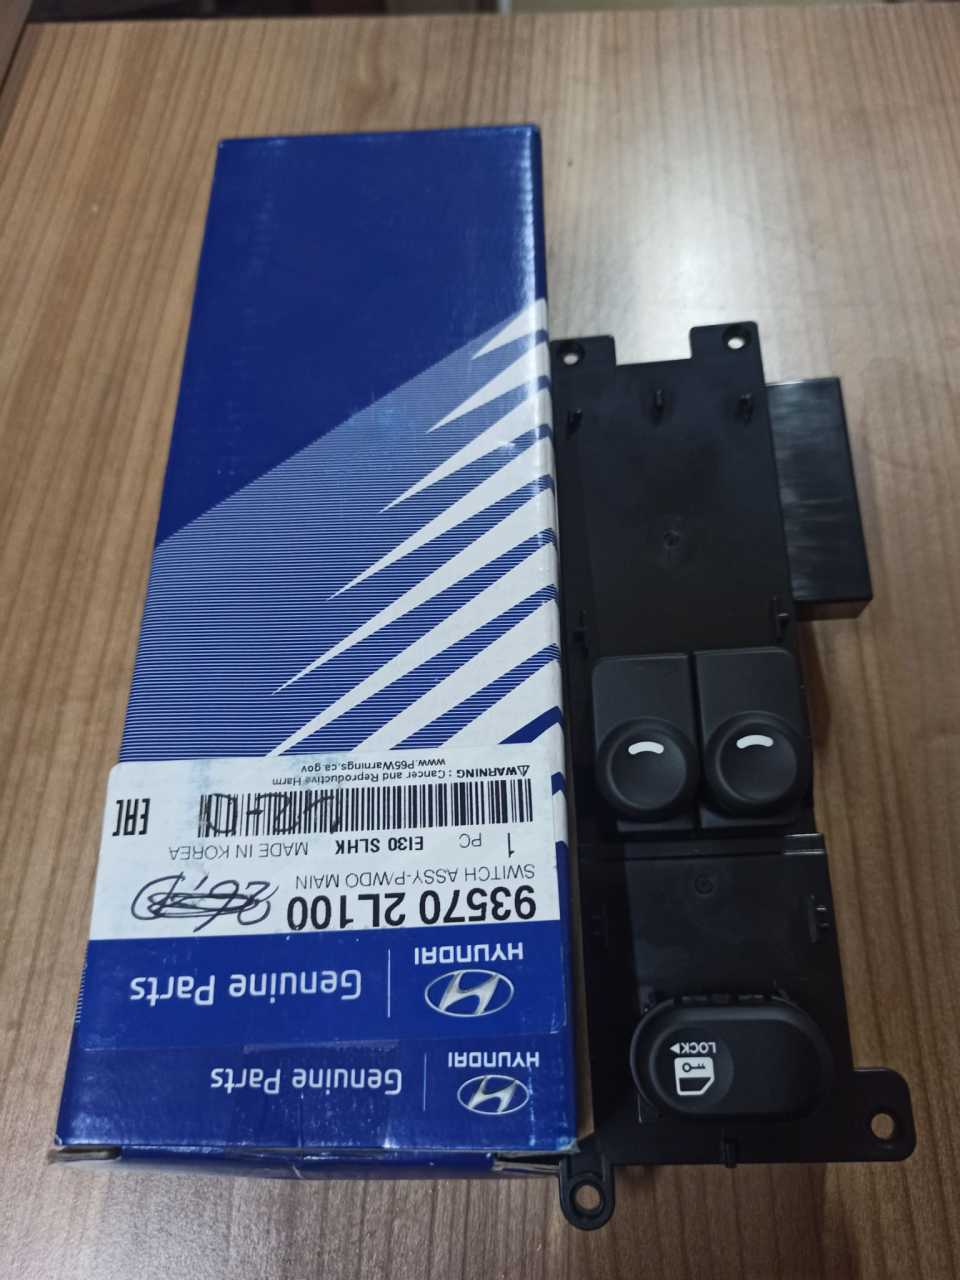 HYUNDAI
Genuine Parts
HYUNDAI
Genuine Parts
93570 2L100
SWITCH ASSY-P/WDO MAIN
1 PC EI30 SLHK MADE IN KOREA
EAC
⚠WARNING : Cancer and Reproductive Harm
www.P65Warnings.ca.gov
LOCK▶